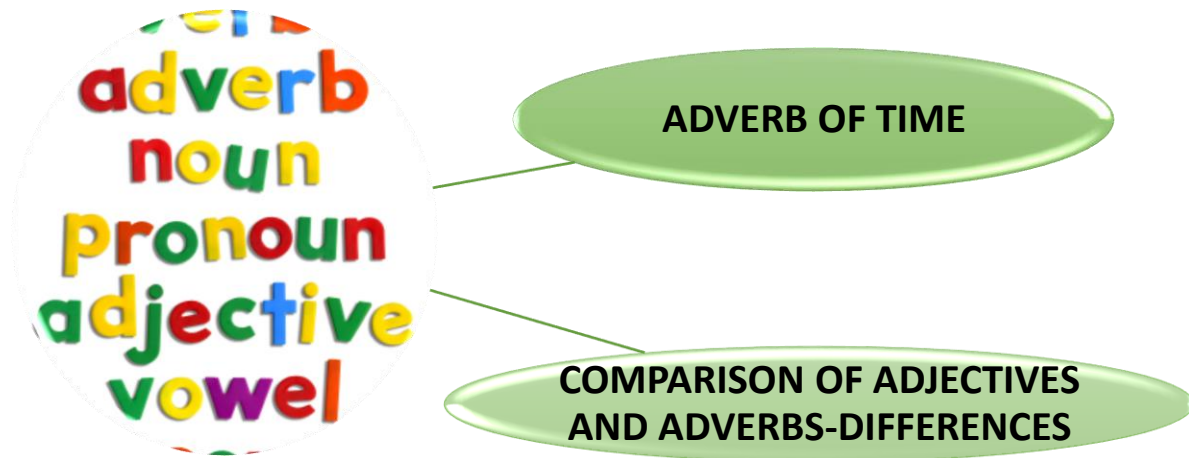 adverb
noun
pronoun
adjective
vowel
ADVERB OF TIME
COMPARISON OF ADJECTIVES
AND ADVERBS-DIFFERENCES